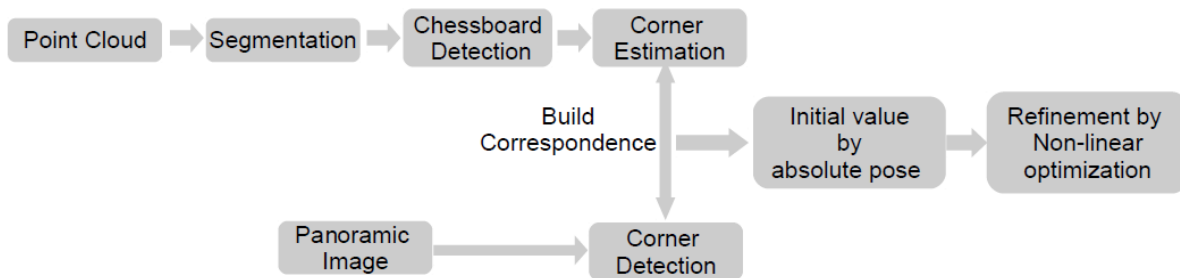 Point Cloud
Segmentation
Chessboard
Detection
Corner
Estimation
Build
Correspondence
Initial value
by
absolute pose
Refinement by
Non-linear
optimization
Panoramic
Image
Corner
Detection